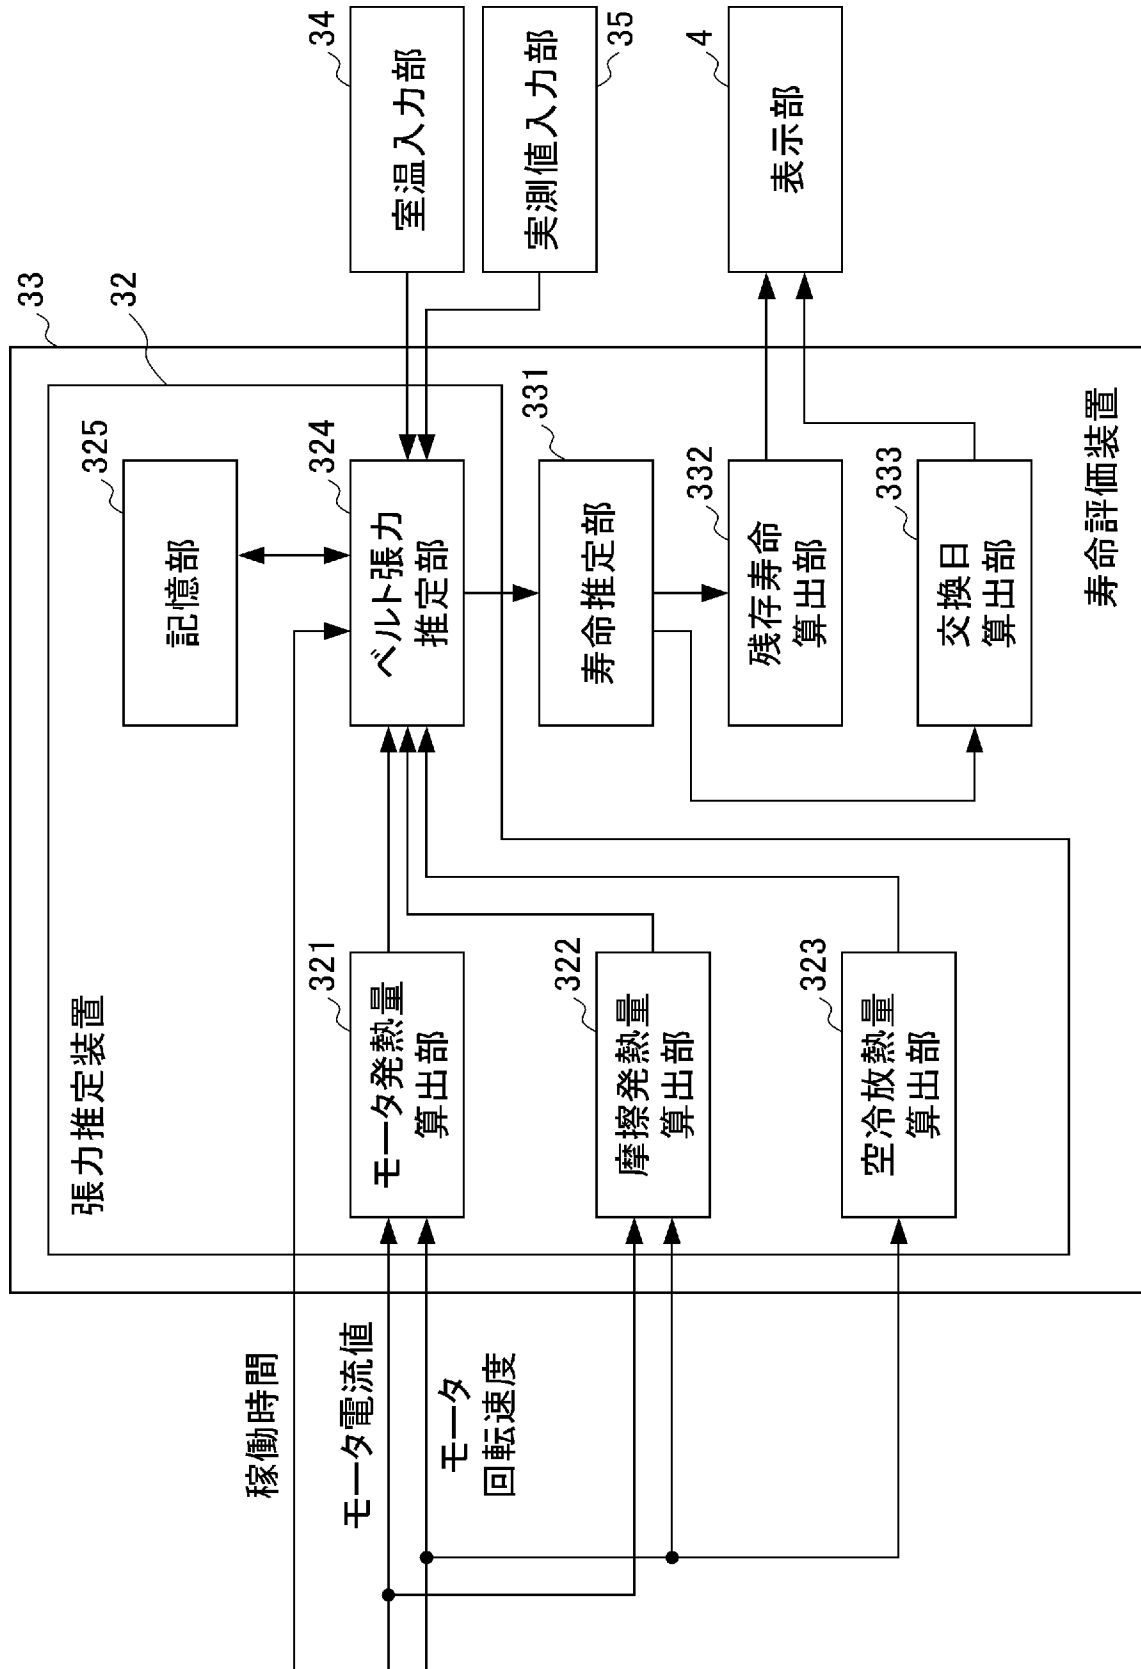 稼働時間
モータ電流値
モータ
回転速度
張力推定装置
321
モータ発熱量
算出部
322
摩擦発熱量
算出部
323
空冷放熱量
算出部
325
記憶部
324
ベルト張力
推定部
331
寿命推定部
332
残存寿命
算出部
333
交換日
算出部
寿命評価装置
33
32
34
室温入力部
35
実測値入力部
4
表示部